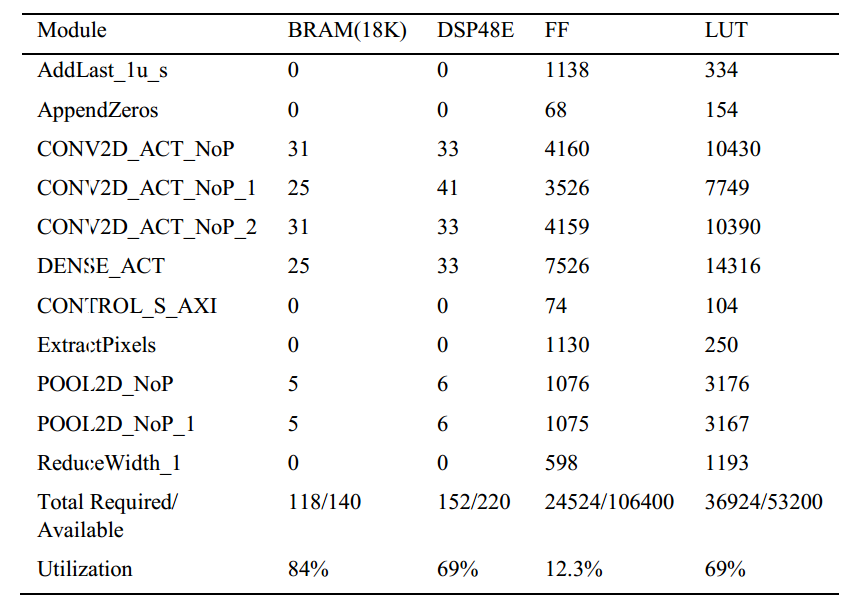 Module BRAM(18K) DSP48E FF LUT
AddLast_1u_s 0 0 1138 334
AppendZeros 0 0 68 154
CONV2D_ACT_NoP 31 33 4160 10430
CONV2D_ACT_NoP_1 25 41 3526 7749
CONV2D_ACT_NoP_2 31 33 4159 10390
DENSE_ACT 25 33 7526 14316
CONTROL_S_AXI 0 0 74 104
ExtractPixels 0 0 1130 250
POOL2D_NoP 5 6 1076 3176
POOL2D_NoP_1 5 6 1075 3167
ReduceWidth_1 0 0 598 1193
Total Required/ 118/140 152/220 24524/106400 36924/53200
Available
Utilization 84% 69% 12.3% 69%